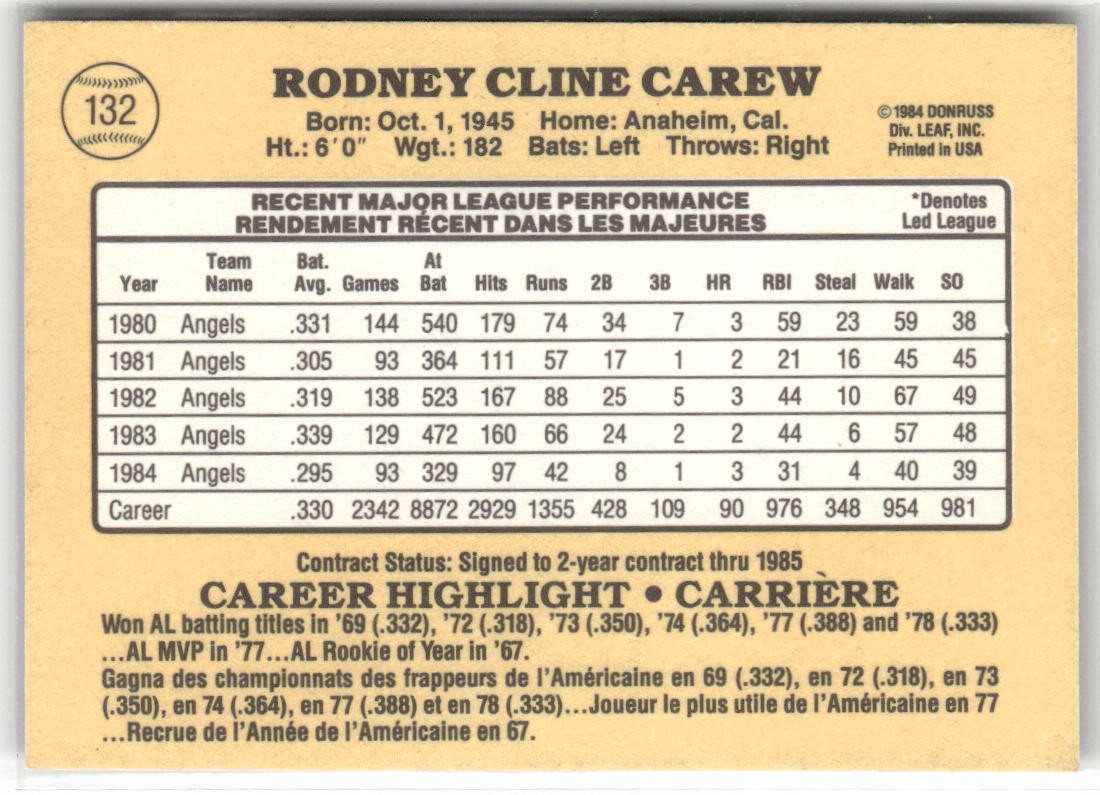 132
RODNEY CLINE CAREW
Born: Oct. 1, 1945 Home: Anaheim, Cal.
Ht.: 6'0" Wgt.: 182 Bats: Left Throws: Right
©1984 DONRUSS
Div. LEAF, INC.
Printed in USA
RECENT MAJOR LEAGUE PERFORMANCE
RENDEMENT RÉCENT DANS LES MAJEURES
*Denotes
Led League
Year Team Name Bat. Avg. Games At Bat Hits Runs 2B 3B HR RBI Steal Walk SO
1980 Angels .331 144 540 179 74 34 7 3 59 23 59 38
1981 Angels .305 93 364 111 57 17 1 2 21 16 45 45
1982 Angels .319 138 523 167 88 25 5 3 44 10 67 49
1983 Angels .339 129 472 160 66 24 2 2 44 6 57 48
1984 Angels .295 93 329 97 42 8 1 3 31 4 40 39
Career .330 2342 8872 2929 1355 428 109 90 976 348 954 981
Contract Status: Signed to 2-year contract thru 1985
CAREER HIGHLIGHT • CARRIÈRE
Won AL batting titles in '69 (.332), '72 (.318), '73 (.350), '74 (.364), '77 (.388) and '78 (.333)
...AL MVP in '77...AL Rookie of Year in '67.
Gagna des championnats des frappeurs de l'Américaine en 69 (.332), en 72 (.318), en 73
(.350), en 74 (.364), en 77 (.388) et en 78 (.333)...Joueur le plus utile de l'Américaine en 77
...Recrue de l'Année de l'Américaine en 67.